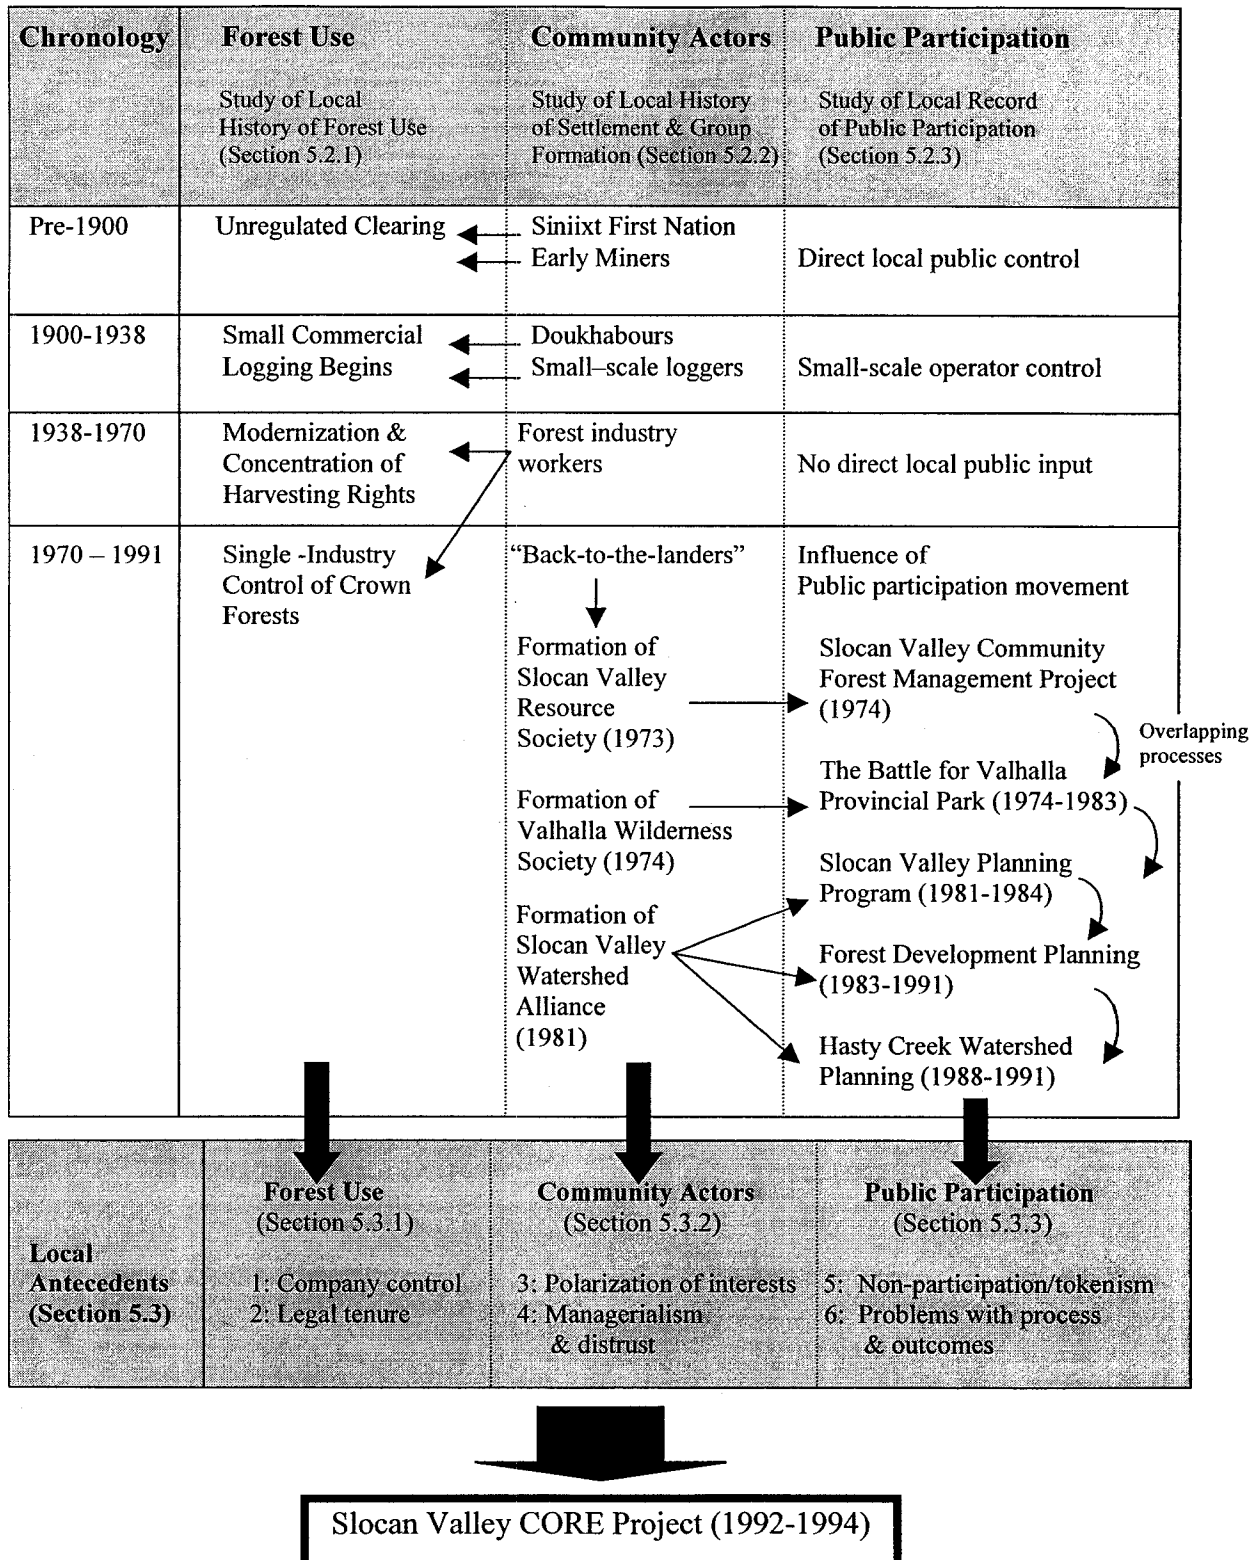 Chronology
Forest Use
Community Actors
Public Participation
Study of Local
History of Forest Use
(Section 5.2.1)
Study of Local History
of Settlement & Group
Formation (Section 5.2.2)
Study of Local Record
of Public Participation
(Section 5.2.3)
Pre-1900
Unregulated Clearing
Siniixt First Nation
Early Miners
Direct local public control
1900-1938
Small Commercial
Logging Begins
Doukhabours
Small–scale loggers
Small-scale operator control
1938-1970
Modernization &
Concentration of
Harvesting Rights
Forest industry
workers
No direct local public input
1970 – 1991
Single -Industry
Control of Crown
Forests
“Back-to-the-landers”
Formation of
Slocan Valley
Resource
Society (1973)
Formation of
Valhalla Wilderness
Society (1974)
Formation of
Slocan Valley
Watershed
Alliance
(1981)
Influence of
Public participation movement
Slocan Valley Community
Forest Management Project
(1974)
Overlapping
processes
The Battle for Valhalla
Provincial Park (1974-1983)
Slocan Valley Planning
Program (1981-1984)
Forest Development Planning
(1983-1991)
Hasty Creek Watershed
Planning (1988-1991)
Local
Antecedents
(Section 5.3)
Forest Use
(Section 5.3.1)
1: Company control
2: Legal tenure
Community Actors
(Section 5.3.2)
3: Polarization of interests
4: Managerialism
& distrust
Public Participation
(Section 5.3.3)
5: Non-participation/tokenism
6: Problems with process
& outcomes
Slocan Valley CORE Project (1992-1994)